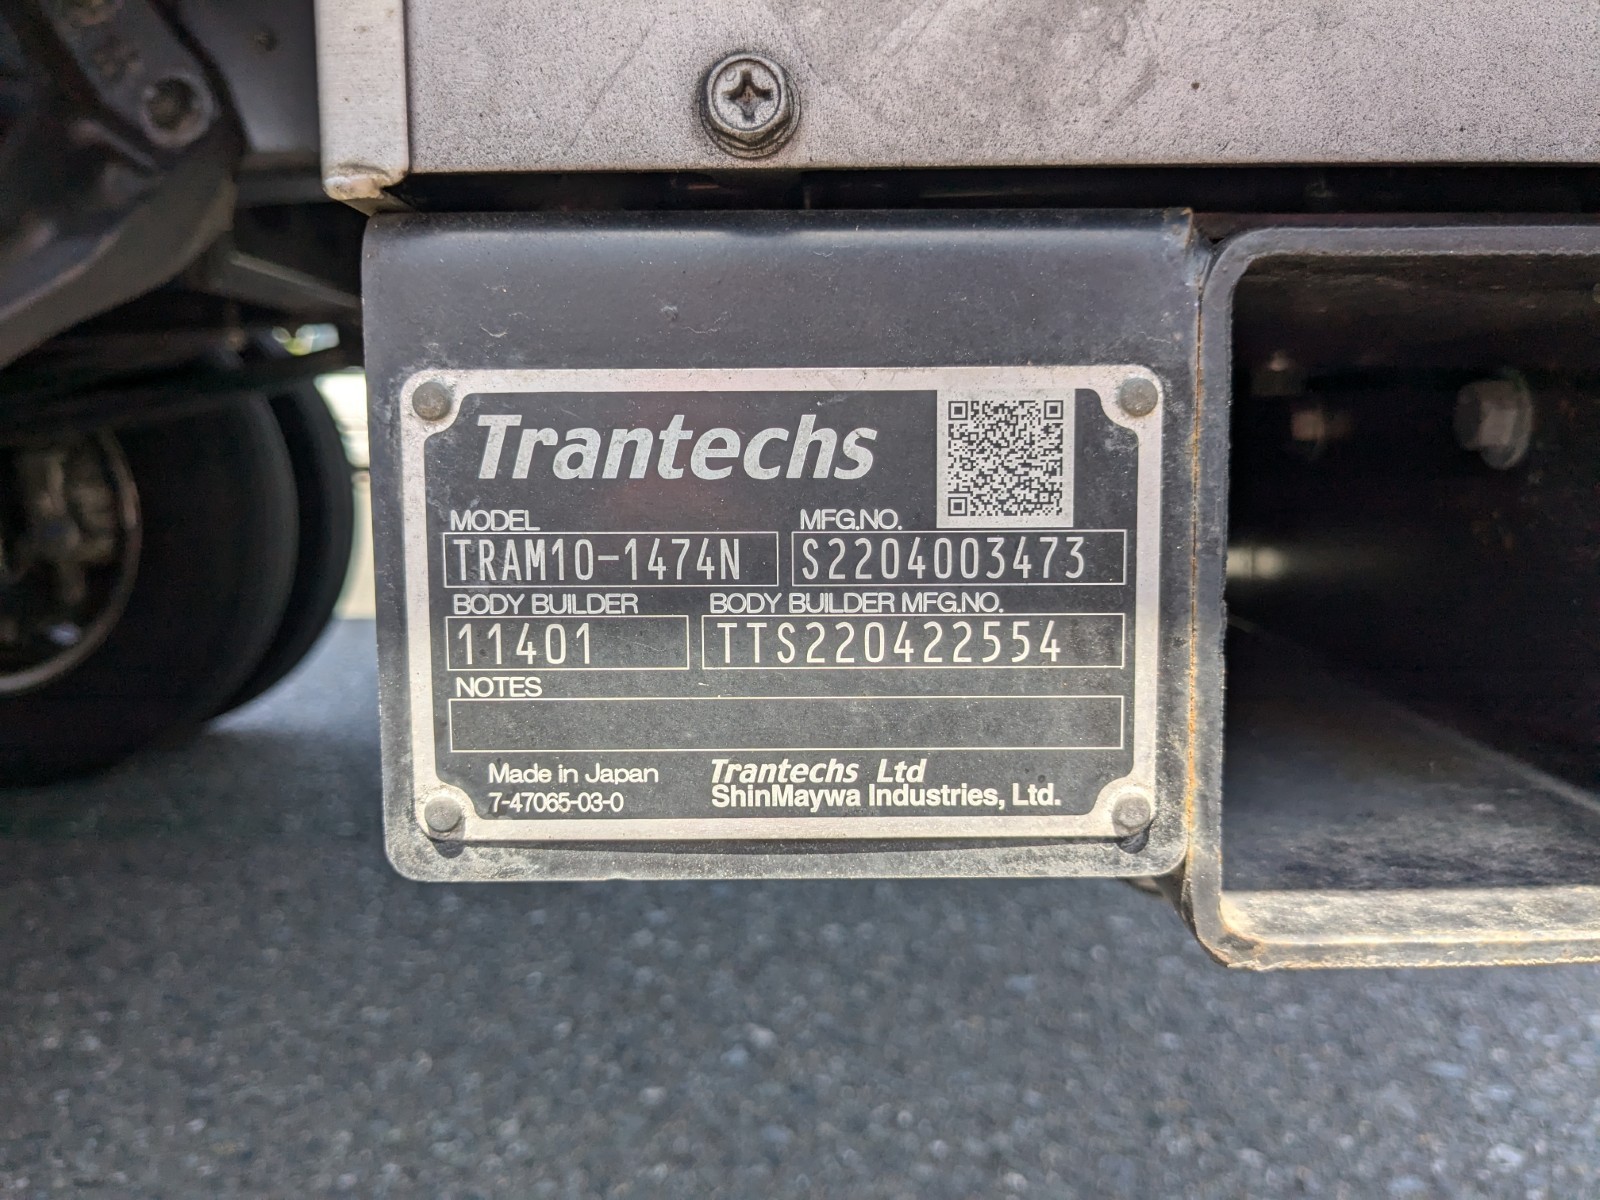 Trantechs
MODEL MFG.NO.
TRAM10-1474N S2204003473
BODY BUILDER BODY BUILDER MFG.NO.
11401 TTS220422554
NOTES
Made in Japan Trantechs Ltd
7-47065-03-0 ShinMaywa Industries, Ltd.